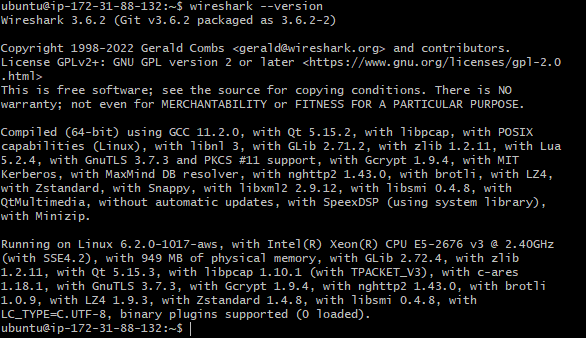 ubuntu@ip-172-31-88-132:~$ wireshark --version
Wireshark 3.6.2 (Git v3.6.2 packaged as 3.6.2-2)
Copyright 1998-2022 Gerald Combs <gerald@wireshark.org> and contributors.
License GPLv2+: GNU GPL version 2 or later <https://www.gnu.org/licenses/gpl-2.0
.html>
This is free software; see the source for copying conditions. There is NO
warranty; not even for MERCHANTABILITY or FITNESS FOR A PARTICULAR PURPOSE.
Compiled (64-bit) using GCC 11.2.0, with Qt 5.15.2, with libpcap, with POSIX
capabilities (Linux), with libnl 3, with GLib 2.71.2, with zlib 1.2.11, with Lua
5.2.4, with GnuTLS 3.7.3 and PKCS #11 support, with Gcrypt 1.9.4, with MIT
Kerberos, with MaxMind DB resolver, with nghttp2 1.43.0, with brotli, with LZ4,
with Zstandard, with Snappy, with libxml2 2.9.12, with libsmi 0.4.8, with
QtMultimedia, without automatic updates, with SpeexDSP (using system library),
with Minizip.
Running on Linux 6.2.0-1017-aws, with Intel(R) Xeon(R) CPU E5-2676 v3 @ 2.40GHz
(with SSE4.2), with 949 MB of physical memory, with GLib 2.72.4, with zlib
1.2.11, with Qt 5.15.3, with libpcap 1.10.1 (with TPACKET_V3), with c-ares
1.18.1, with GnuTLS 3.7.3, with Gcrypt 1.9.4, with nghttp2 1.43.0, with brotli
1.0.9, with LZ4 1.9.3, with Zstandard 1.4.8, with libsmi 0.4.8, with
LC_TYPE=C.UTF-8, binary plugins supported (0 loaded).
ubuntu@ip-172-31-88-132:~$